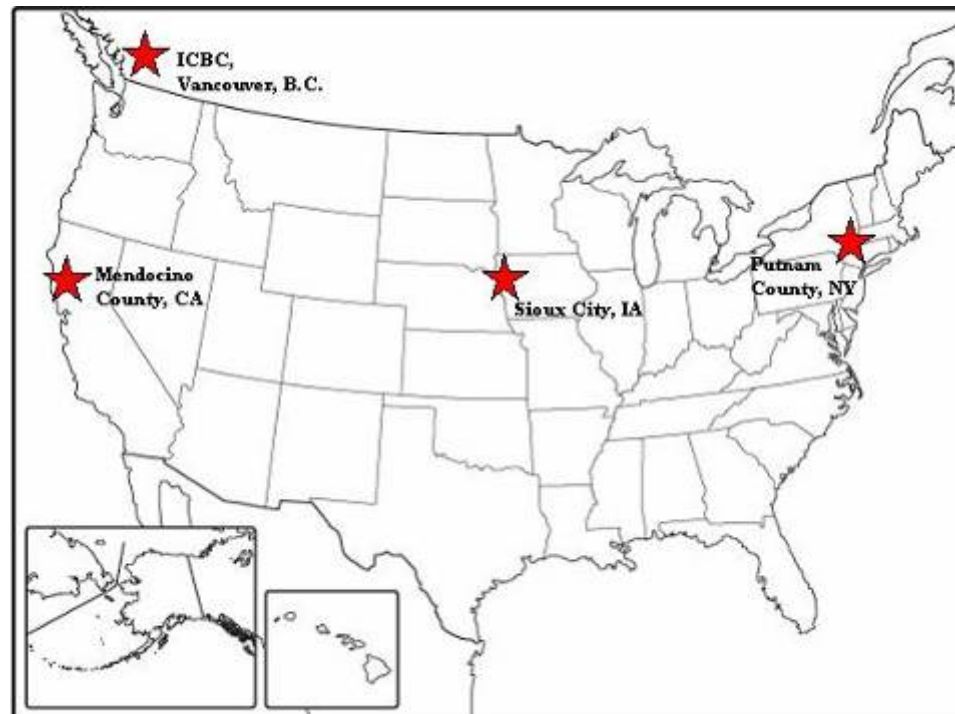 ICBC,
Vancouver, B.C.
Mendocino
County, CA
Sioux City, IA
Putnam
County, NY